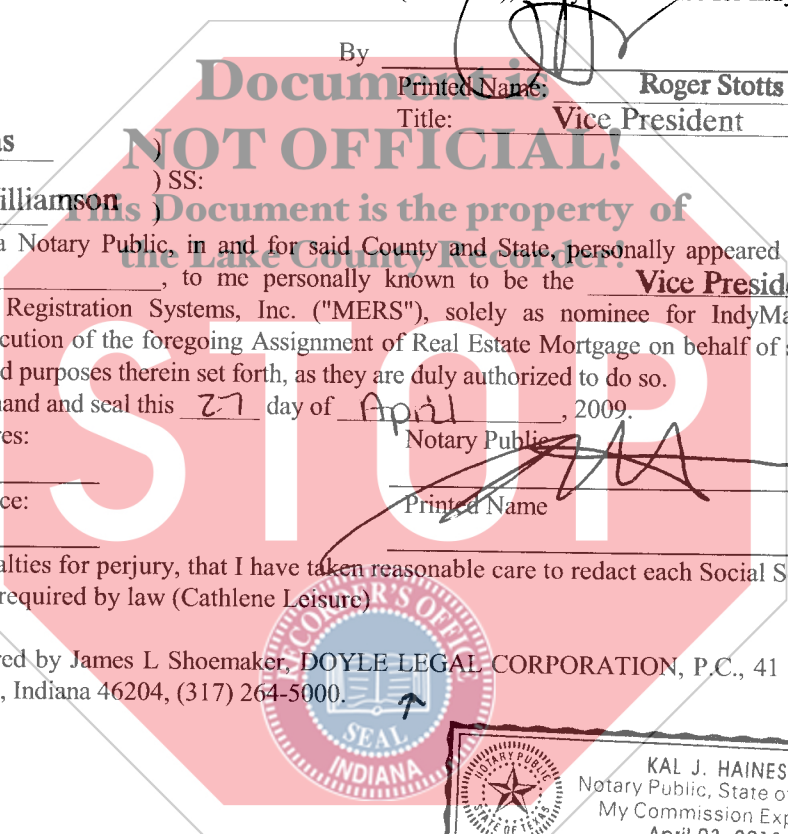 By
Document is
Printed Name: Roger Stotts
Title: Vice President
NOT OFFICIAL!
as )
) SS:
illiamson )
This Document is the property of
the Lake County Recorder!
a Notary Public, in and for said County and State, personally appeared
, to me personally known to be the Vice Presid
Registration Systems, Inc. ("MERS"), solely as nominee for IndyMa
cution of the foregoing Assignment of Real Estate Mortgage on behalf of s
d purposes therein set forth, as they are duly authorized to do so.
hand and seal this 27 day of April, 2009.
es:
Notary Public
STOP
ce:
Printed Name
alties for perjury, that I have taken reasonable care to redact each Social S
required by law (Cathlene Leisure)
red by James L Shoemaker, DOYLE LEGAL CORPORATION, P.C., 41
, Indiana 46204, (317) 264-5000.
RECORDER'S OFFICE
SEAL
INDIANA
NOTARY PUBLIC
STATE OF TEXAS
KAL J. HAINES
Notary Public, State o
My Commission Exp